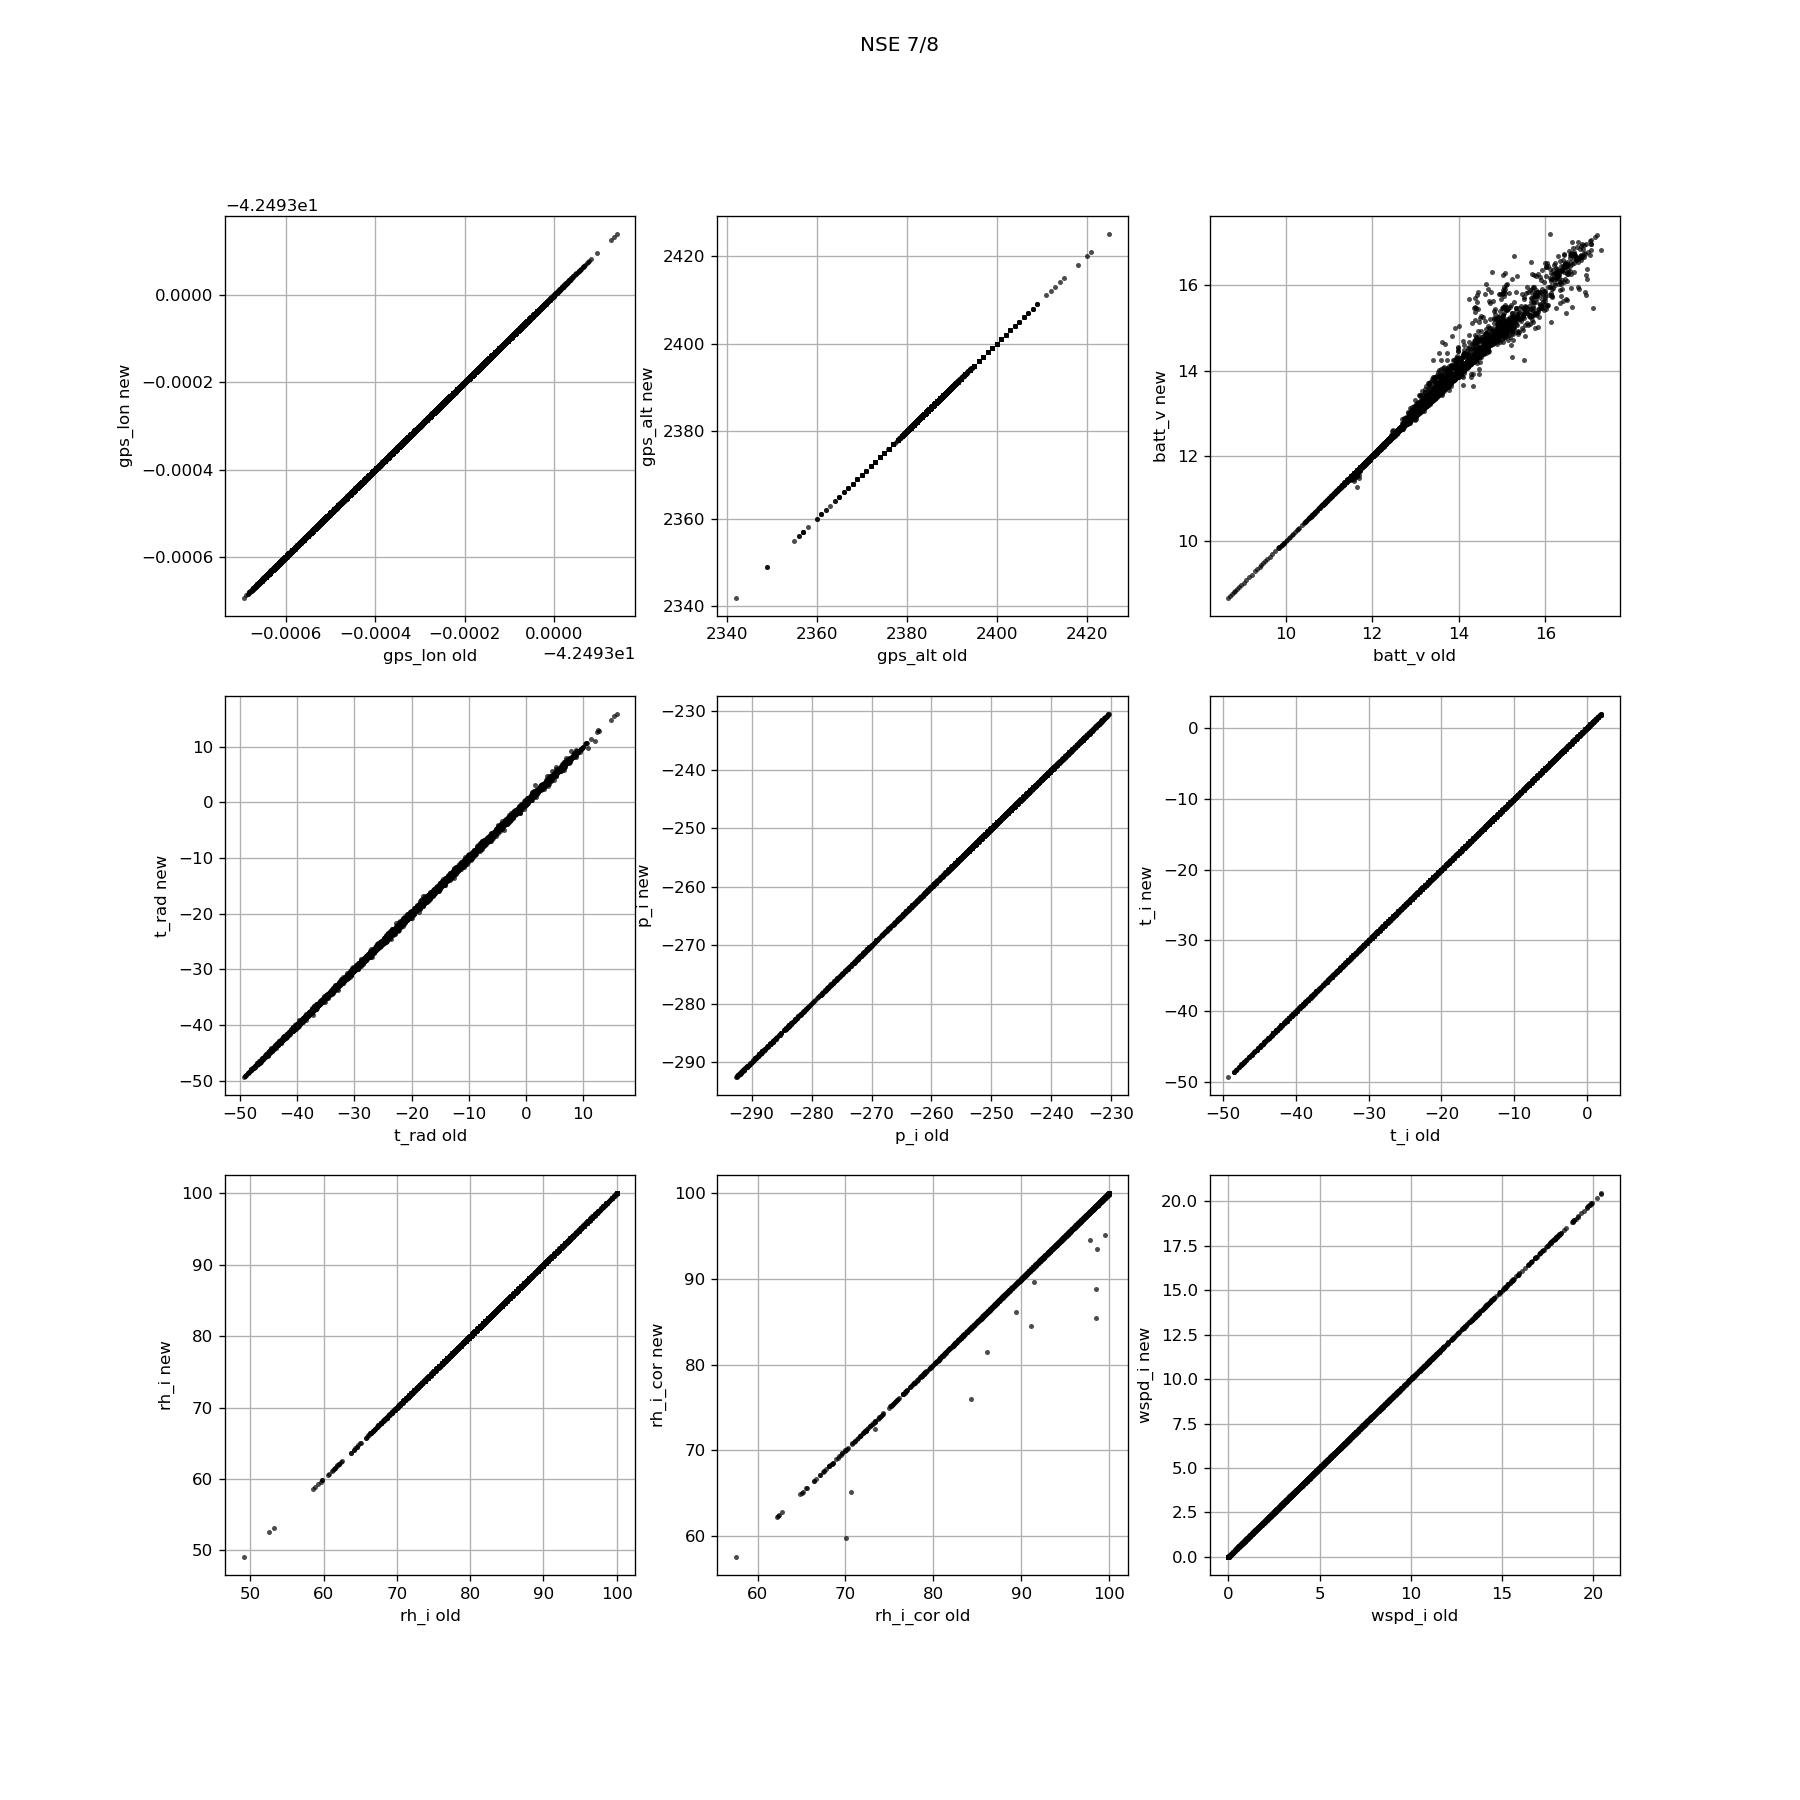 NSE 7/8
−4.2493e1
gps_lon new
0.0000
−0.0002
−0.0004
−0.0006
−0.0006 −0.0004 −0.0002 0.0000
gps_lon old
−4.2493e1
gps_alt new
2420
2400
2380
2360
2340
2340 2360 2380 2400 2420
gps_alt old
batt_v new
16
14
12
10
10 12 14 16
batt_v old
t_rad new
10
0
−10
−20
−30
−40
−50
−50 −40 −30 −20 −10 0 10
t_rad old
p_i new
−230
−240
−250
−260
−270
−280
−290
−290 −280 −270 −260 −250 −240 −230
p_i old
t_i new
0
−10
−20
−30
−40
−50
−50 −40 −30 −20 −10 0
t_i old
rh_i new
100
90
80
70
60
50
50 60 70 80 90 100
rh_i old
rh_i_cor new
100
90
80
70
60
60 70 80 90 100
rh_i_cor old
wspd_i new
20.0
17.5
15.0
12.5
10.0
7.5
5.0
2.5
0.0
0 5 10 15 20
wspd_i old